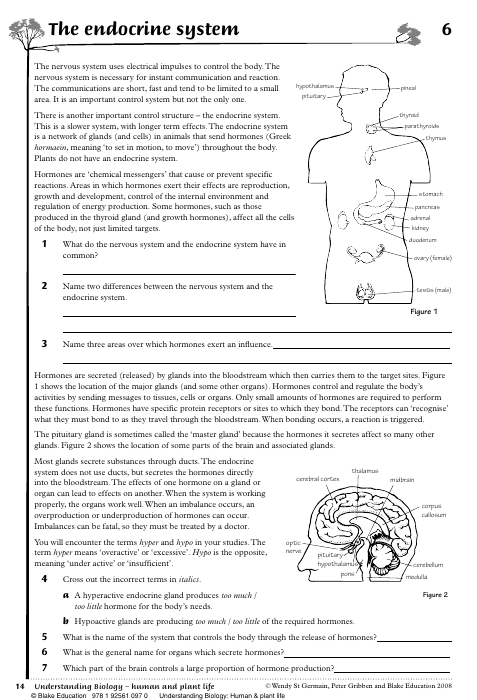 The endocrine system
6
The nervous system uses electrical impulses to control the body. The
nervous system is necessary for instant communication and reaction.
The communications are short, fast and tend to be limited to a small
area. It is an important control system but not the only one.
There is another important control structure – the endocrine system.
This is a slower system, with longer term effects. The endocrine system
is a network of glands (and cells) in animals that send hormones (Greek
hormaein, meaning 'to set in motion, to move') throughout the body.
Plants do not have an endocrine system.
Hormones are 'chemical messengers' that cause or prevent specific
reactions. Areas in which hormones exert their effects are reproduction,
growth and development, control of the internal environment and
regulation of energy production. Some hormones, such as those
produced in the thyroid gland (and growth hormones), affect all the cells
of the body, not just limited targets.
hypothalamus
pituitary
pineal
thyroid
parathyroids
thymus
stomach
pancreas
adrenal
kidney
duodenum
ovary (female)
testis (male)
Figure 1
1 What do the nervous system and the endocrine system have in
common?
2 Name two differences between the nervous system and the
endocrine system.
3 Name three areas over which hormones exert an influence.
Hormones are secreted (released) by glands into the bloodstream which then carries them to the target sites. Figure
1 shows the location of the major glands (and some other organs). Hormones control and regulate the body's
activities by sending messages to tissues, cells or organs. Only small amounts of hormones are required to perform
these functions. Hormones have specific protein receptors or sites to which they bond. The receptors can 'recognise'
what they must bond to as they travel through the bloodstream. When bonding occurs, a reaction is triggered.
The pituitary gland is sometimes called the 'master gland' because the hormones it secretes affect so many other
glands. Figure 2 shows the location of some parts of the brain and associated glands.
Most glands secrete substances through ducts. The endocrine
system does not use ducts, but secretes the hormones directly
into the bloodstream. The effects of one hormone on a gland or
organ can lead to effects on another. When the system is working
properly, the organs work well. When an imbalance occurs, an
overproduction or underproduction of hormones can occur.
Imbalances can be fatal, so they must be treated by a doctor.
You will encounter the terms hyper and hypo in your studies. The
term hyper means 'overactive' or 'excessive'. Hypo is the opposite,
meaning 'under active' or 'insufficient'.
thalamus
cerebral cortex
midbrain
corpus
callosum
optic
nerve
pituitary
hypothalamus
pons
cerebellum
medulla
Figure 2
4 Cross out the incorrect terms in italics.
a A hyperactive endocrine gland produces too much /
too little hormone for the body's needs.
b Hypoactive glands are producing too much / too little of the required hormones.
5 What is the name of the system that controls the body through the release of hormones?
6 What is the general name for organs which secrete hormones?
7 Which part of the brain controls a large proportion of hormone production?
14 Understanding Biology – human and plant life © Wendy St Germain, Peter Gribben and Blake Education 2008
© Blake Education 978 1 92561 097 0 Understanding Biology: Human & plant life